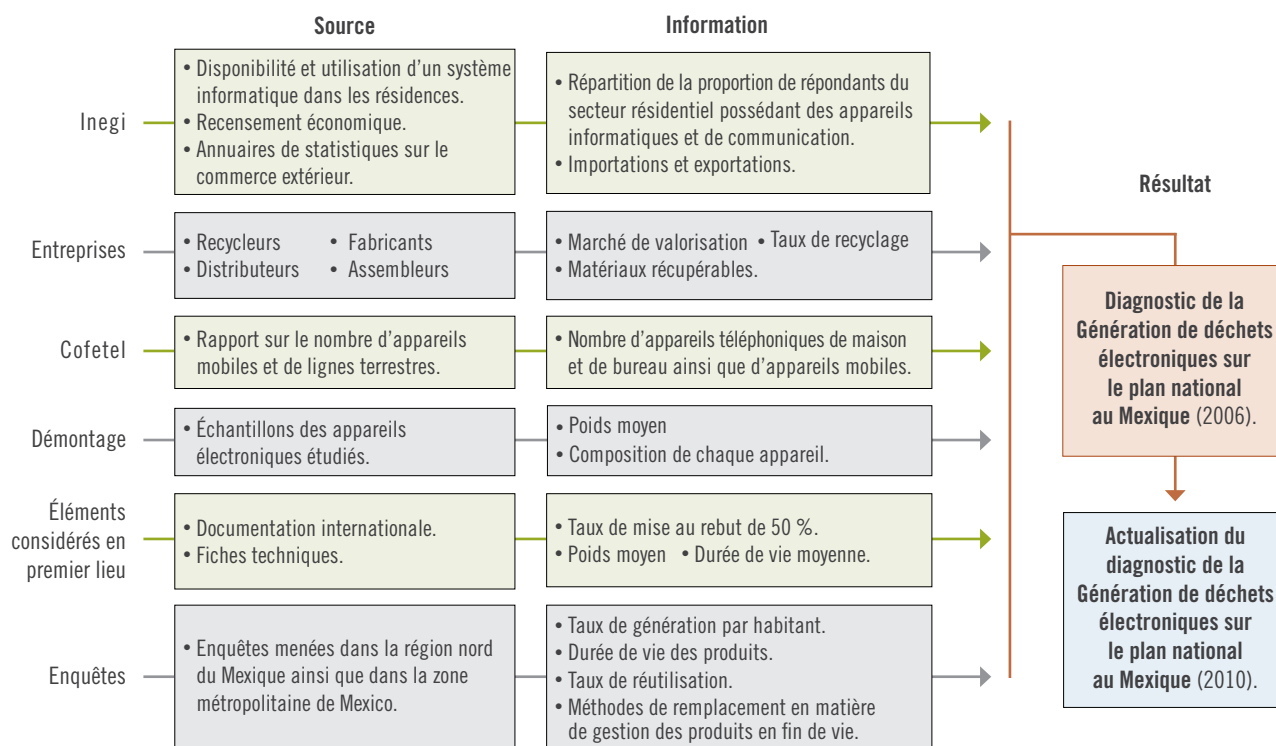 Source
Information
Inegi
• Disponibilité et utilisation d'un système
informatique dans les résidences.
• Recensement économique.
• Annuaires de statistiques sur le
commerce extérieur.
• Répartition de la proportion de répondants du
secteur résidentiel possédant des appareils
informatiques et de communication.
• Importations et exportations.
Entreprises
• Recycleurs • Fabricants
• Distributeurs • Assembleurs
• Marché de valorisation • Taux de recyclage
• Matériaux récupérables.
Cofetel
• Rapport sur le nombre d'appareils
mobiles et de lignes terrestres.
• Nombre d'appareils téléphoniques de maison
et de bureau ainsi que d'appareils mobiles.
Démontage
• Échantillons des appareils
électroniques étudiés.
• Poids moyen
• Composition de chaque appareil.
Éléments
considérés en
premier lieu
• Documentation internationale.
• Fiches techniques.
• Taux de mise au rebut de 50 %.
• Poids moyen • Durée de vie moyenne.
Enquêtes
• Enquêtes menées dans la région nord
du Mexique ainsi que dans la zone
métropolitaine de Mexico.
• Taux de génération par habitant.
• Durée de vie des produits.
• Taux de réutilisation.
• Méthodes de remplacement en matière
de gestion des produits en fin de vie.
Résultat
Diagnostic de la
Génération de déchets
électroniques sur
le plan national
au Mexique (2006).
Actualisation du
diagnostic de la
Génération de déchets
électroniques sur
le plan national
au Mexique (2010).